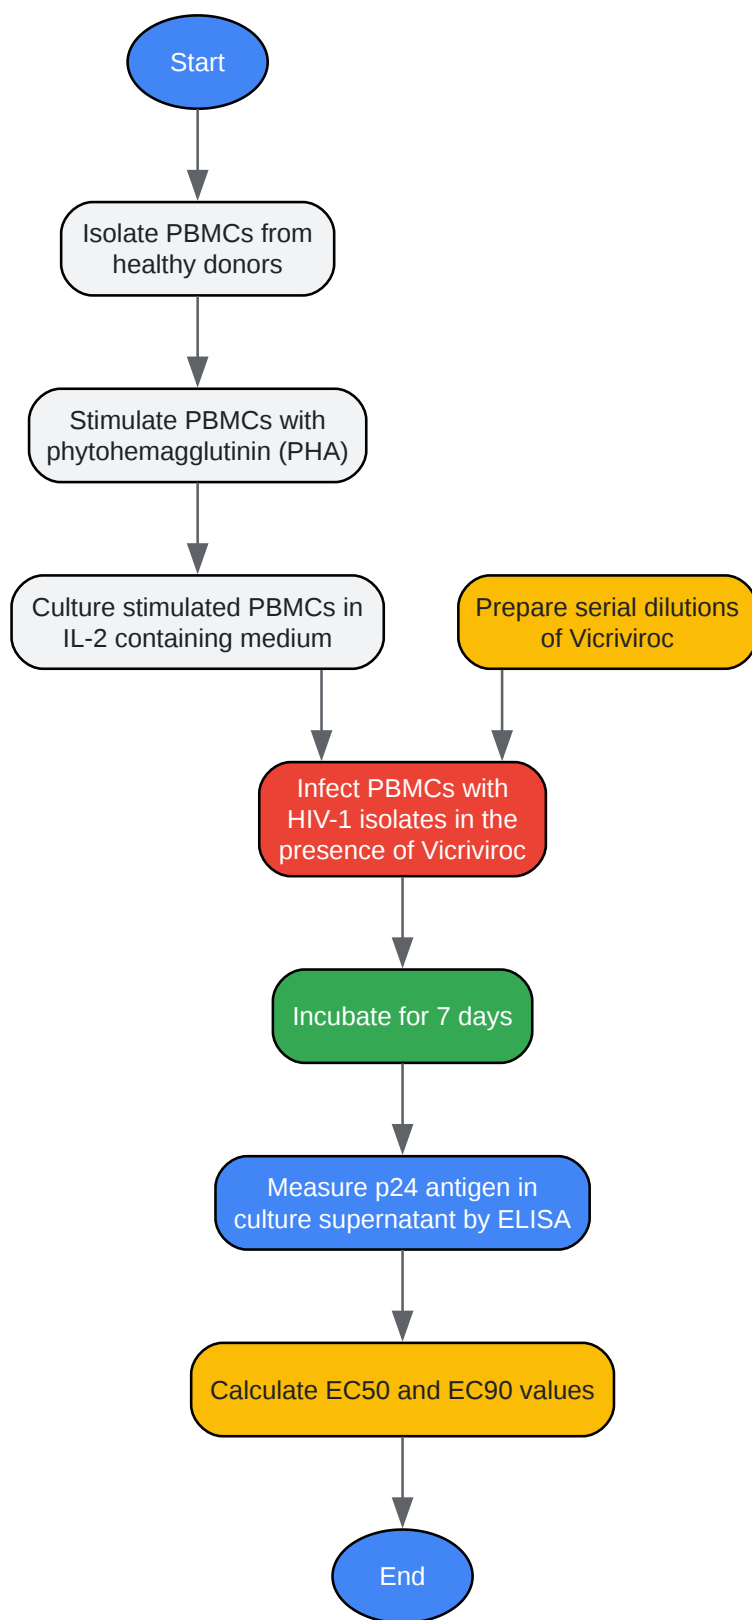 Start
Isolate PBMCs from
healthy donors
Stimulate PBMCs with
phytohemagglutinin (PHA)
Culture stimulated PBMCs in
IL-2 containing medium
Prepare serial dilutions
of Vicriviroc
Infect PBMCs with
HIV-1 isolates in the
presence of Vicriviroc
Incubate for 7 days
Measure p24 antigen in
culture supernatant by ELISA
Calculate EC50 and EC90 values
End